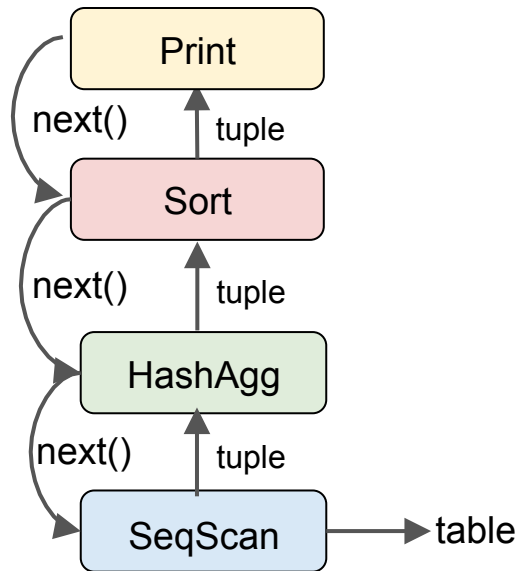 Print
next()
tuple
Sort
next()
tuple
HashAgg
next()
tuple
SeqScan
table